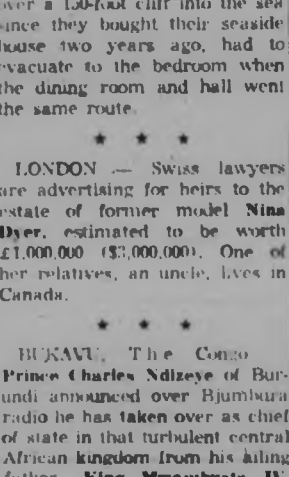 over a 150-foot cliff into the sea
since they bought their seaside
house two years ago, had to
evacuate to the bedroom when
the dining room and hall went
the same route.
★ ★ ★
LONDON — Swiss lawyers
are advertising for heirs to the
estate of former model Nina
Dyer, estimated to be worth
£1,000,000 ($3,000,000). One of
her relatives, an uncle, lives in
Canada.
★ ★ ★
BUKAVU, The Congo
Prince Charles Ndizeye of Bur-
undi announced over Bjumbura
radio he has taken over as chief
of state in that turbulent central
African kingdom from his ailing
father, King Mwambutsa IV